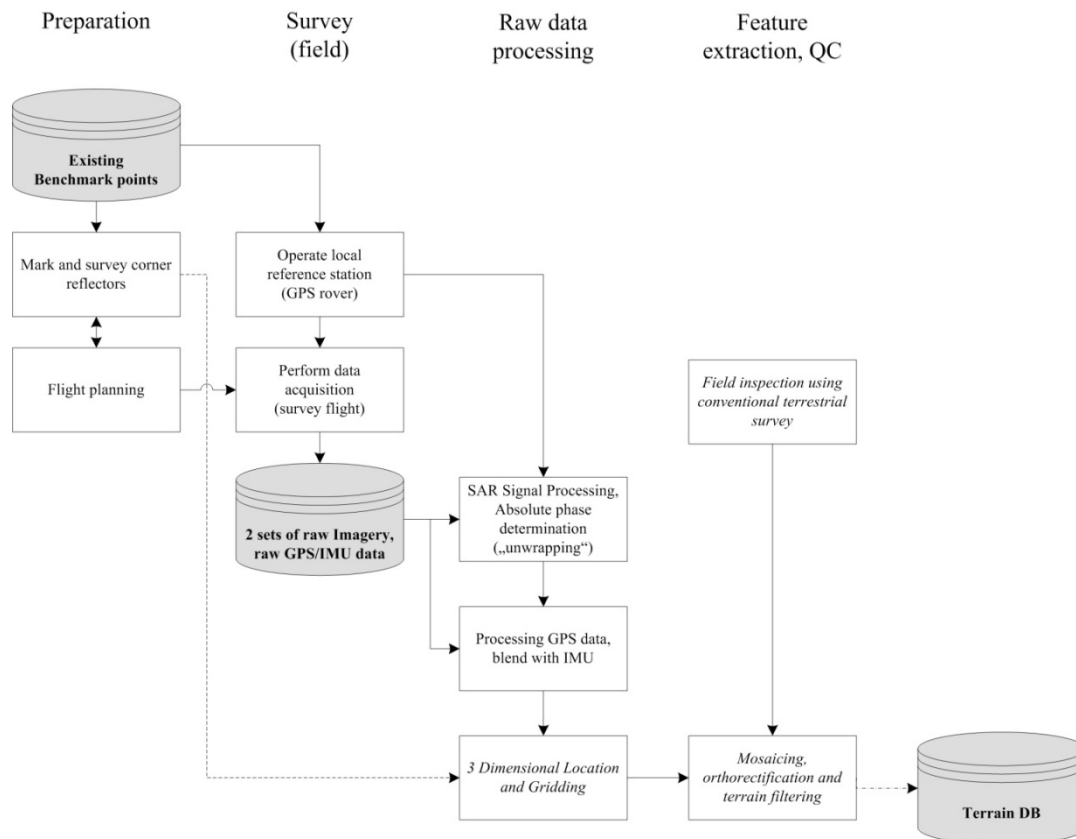 Preparation
Survey
(field)
Raw data
processing
Feature
extraction, QC
Existing
Benchmark points
Mark and survey corner
reflectors
Operate local
reference station
(GPS rover)
Flight planning
Perform data
acquisition
(survey flight)
Field inspection using
conventional terrestrial
survey
2 sets of raw Imagery,
raw GPS/IMU data
SAR Signal Processing,
Absolute phase
determination
(„unwrapping“)
Processing GPS data,
blend with IMU
3 Dimensional Location
and Gridding
Mosaicing,
orthorectification and
terrain filtering
Terrain DB